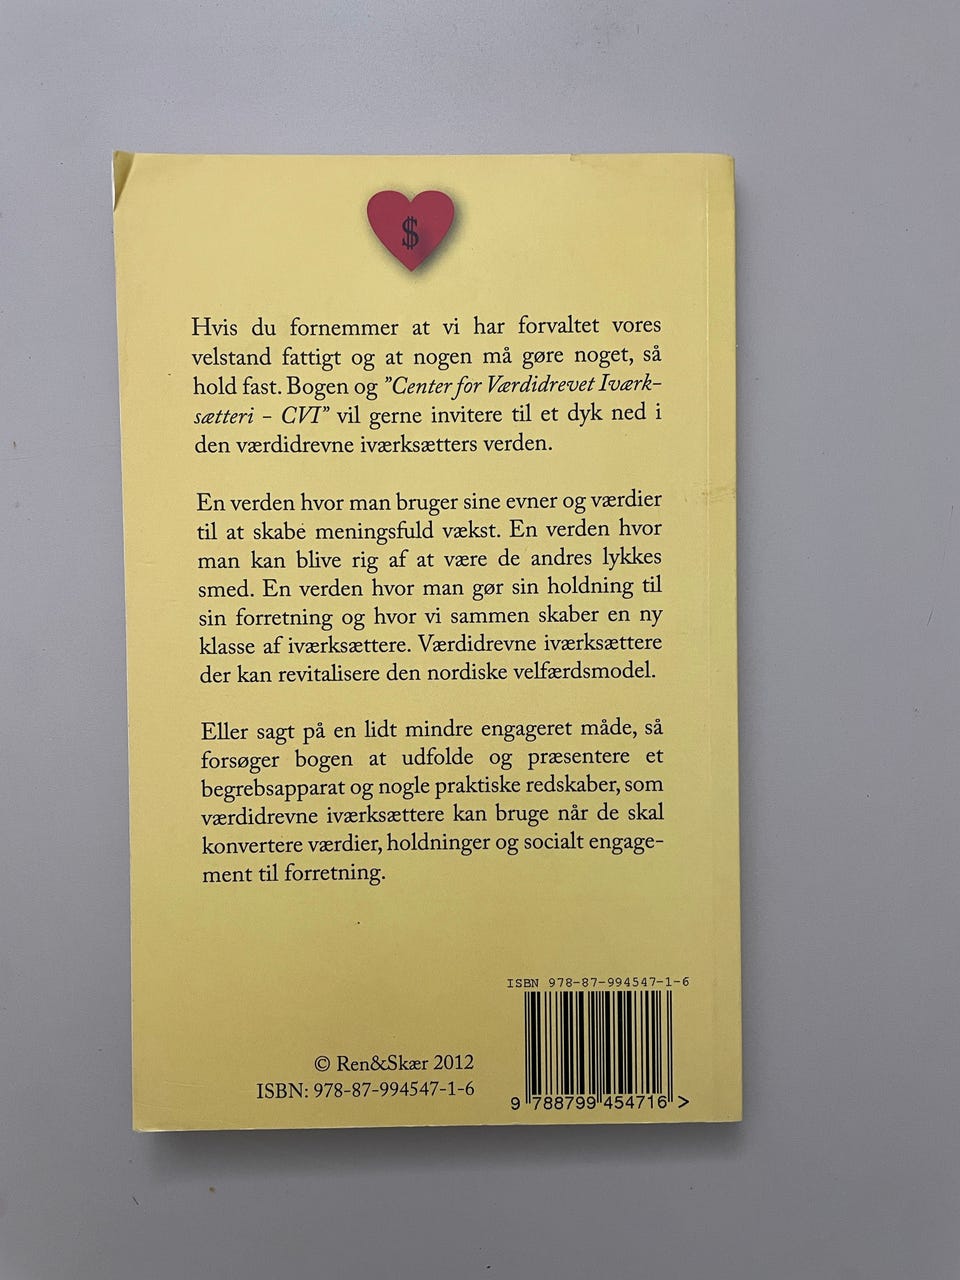 $
Hvis du fornemmer at vi har forvaltet vores
velstand fattigt og at nogen må gøre noget, så
hold fast. Bogen og ”Center for Værdidrevet Iværk-
sætteri – CVI” vil gerne invitere til et dyk ned i
den værdidrevne iværksætters verden.
En verden hvor man bruger sine evner og værdier
til at skabe meningsfuld vækst. En verden hvor
man kan blive rig af at være de andres lykkes
smed. En verden hvor man gør sin holdning til
sin forretning og hvor vi sammen skaber en ny
klasse af iværksættere. Værdidrevne iværksættere
der kan revitalisere den nordiske velfærdsmodel.
Eller sagt på en lidt mindre engageret måde, så
forsøger bogen at udfolde og præsentere et
begrebsapparat og nogle praktiske redskaber, som
værdidrevne iværksættere kan bruge når de skal
konvertere værdier, holdninger og socialt engage-
ment til forretning.
ISBN 978-87-994547-1-6
9 788799 454716 >
© Ren&Skær 2012
ISBN: 978-87-994547-1-6